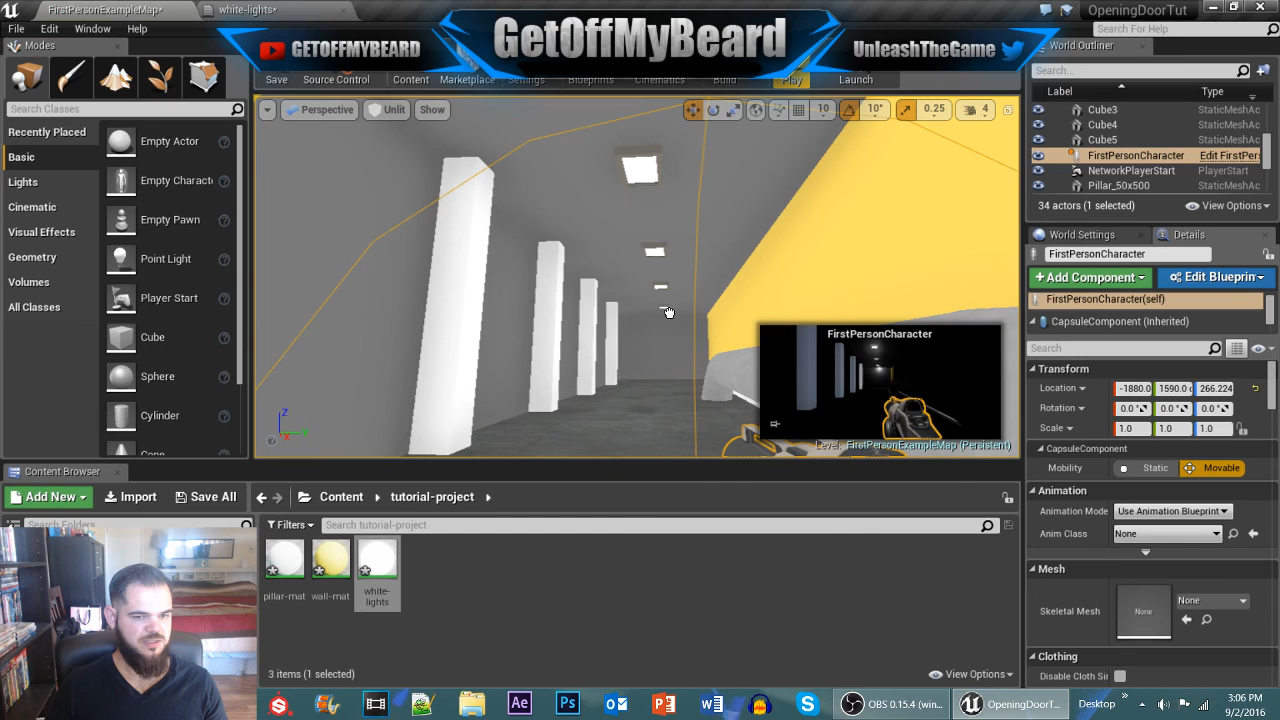 FirstPersonExampleMap*
white-lights*
OpeningDoorTut
File Edit Window Help
Search For Help
GETOFFMYBEARD
GetOffMyBeard
UnleashTheGame
Modes
World Outliner
Save Source Control Content Marketplace Settings Blueprints Cinematics Build Play Launch
Search Classes
Search...
Label Type
Recently Placed
Basic
Lights
Cinematic
Visual Effects
Geometry
Volumes
All Classes
Empty Actor
Empty Charact
Empty Pawn
Point Light
Player Start
Cube
Sphere
Cylinder
Cone
Perspective Unlit Show
10 10° 0.25 4
Cube3 StaticMeshAc
Cube4 StaticMeshAc
Cube5 StaticMeshAc
FirstPersonCharacter Edit FirstPers
NetworkPlayerStart PlayerStart
Pillar_50x500 StaticMeshAc
34 actors (1 selected) View Options
World Settings Details
FirstPersonCharacter
+Add Component Edit Blueprin
FirstPersonCharacter(self)
CapsuleComponent (Inherited)
Search
Transform
Location -1880.0 1590.0 266.224
Rotation 0.0° 0.0° 0.0°
Scale 1.0 1.0 1.0
CapsuleComponent
Mobility Static Movable
Animation
Animation Mode Use Animation Blueprint
Anim Class None
Mesh
Skeletal Mesh None None
Clothing
Disable Cloth Sir
FirstPersonCharacter
Level: FirstPersonExampleMap (Persistent)
Z
Content Browser
Add New Import Save All
Content tutorial-project
Search Folders
Filters Search tutorial-project
pillar-mat
wall-mat
white-lights
3 items (1 selected)
View Options
Ae Ps
OBS 0.15.4 (win...
OpeningDoorT...
Desktop
3:06 PM
9/2/2016